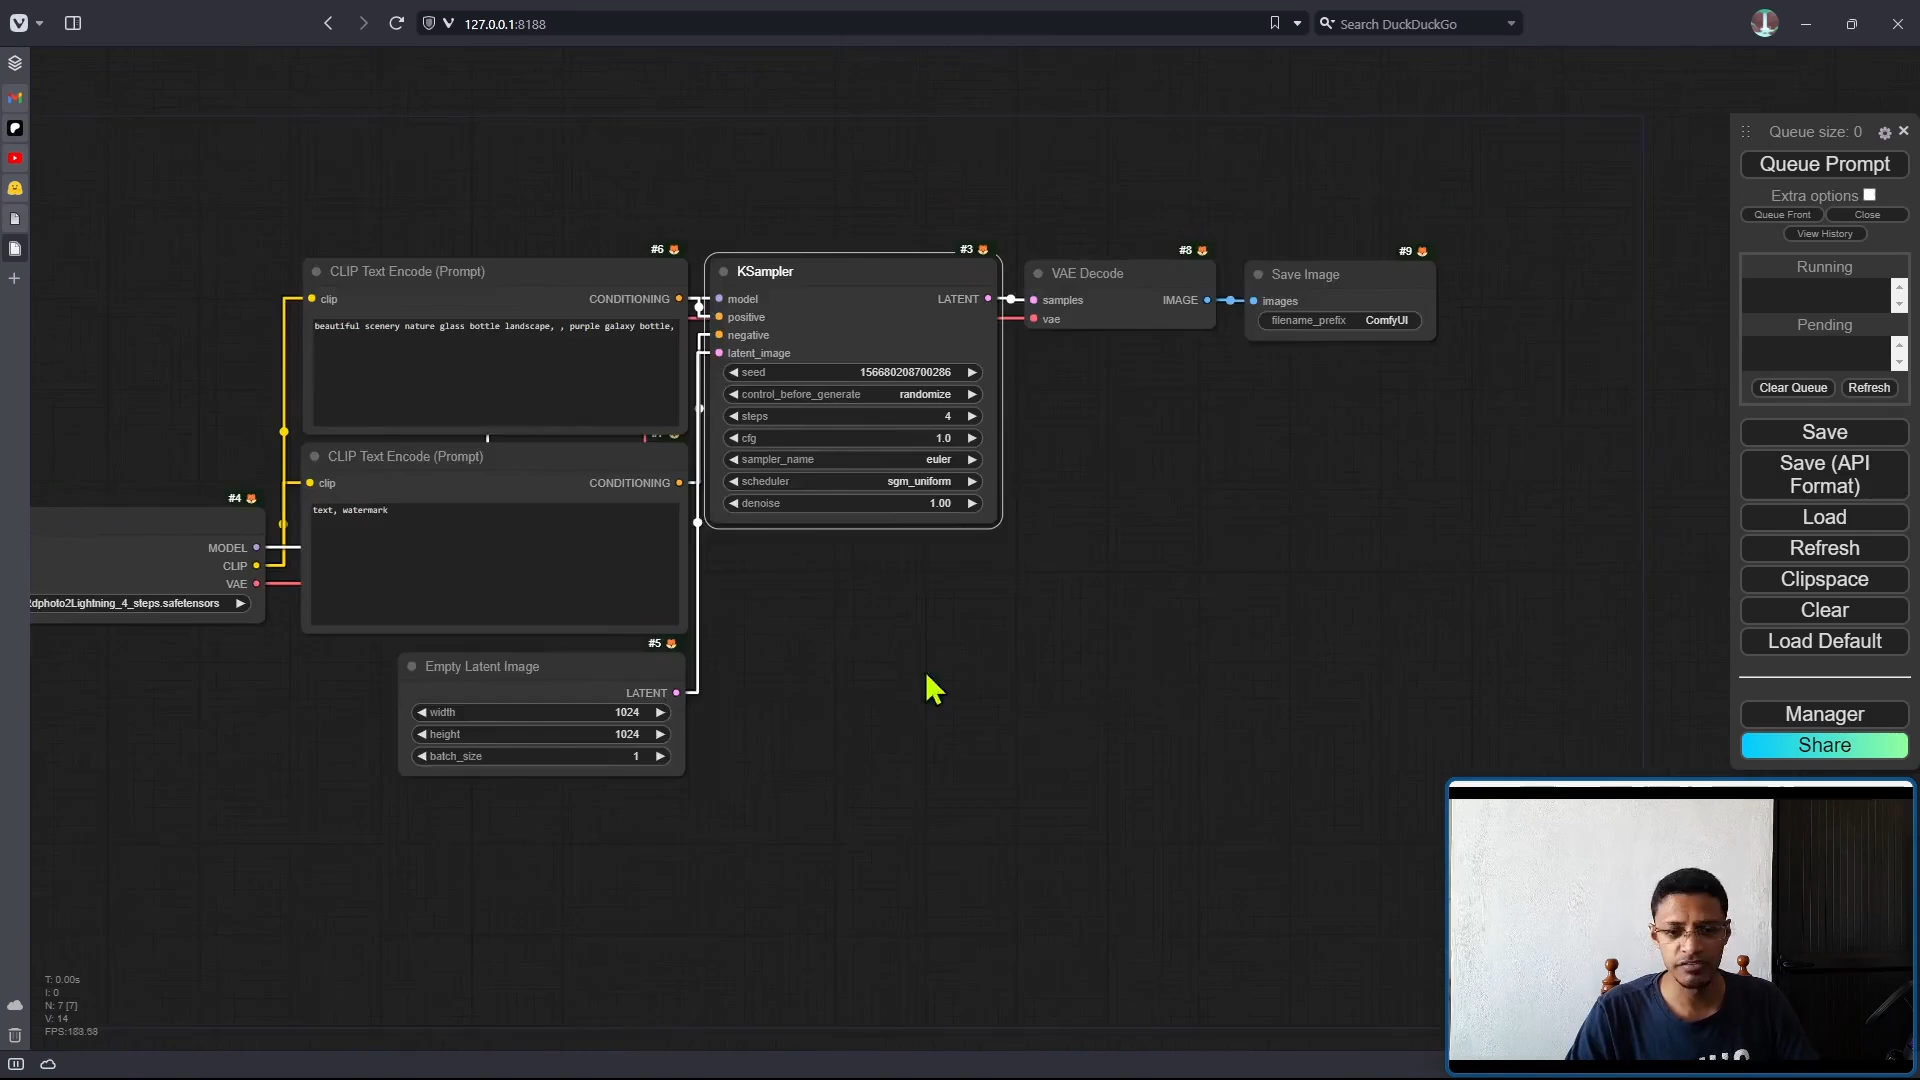 127.0.0.1:8188
Search DuckDuckGo
Queue size: 0
Queue Prompt
Extra options
Queue Front
Close
View History
Running
Pending
Clear Queue
Refresh
Save
Save (API
Format)
Load
Refresh
Clipspace
Clear
Load Default
Manager
Share
#6
CLIP Text Encode (Prompt)
clip
CONDITIONING
beautiful scenery nature glass bottle landscape, , purple galaxy bottle,
CLIP Text Encode (Prompt)
clip
CONDITIONING
text, watermark
#4
MODEL
CLIP
VAE
dphoto2Lightning_4_steps.safetensors
#5
Empty Latent Image
LATENT
width 1024
height 1024
batch_size 1
#3
KSampler
model
LATENT
positive
negative
latent_image
seed 156680208700286
control_before_generate randomize
steps 4
cfg 1.0
sampler_name euler
scheduler sgm_uniform
denoise 1.00
#8
VAE Decode
samples
IMAGE
vae
#9
Save Image
images
filename_prefix ComfyUI
T: 0.00s
I: 0
N: 7 [7]
V: 14